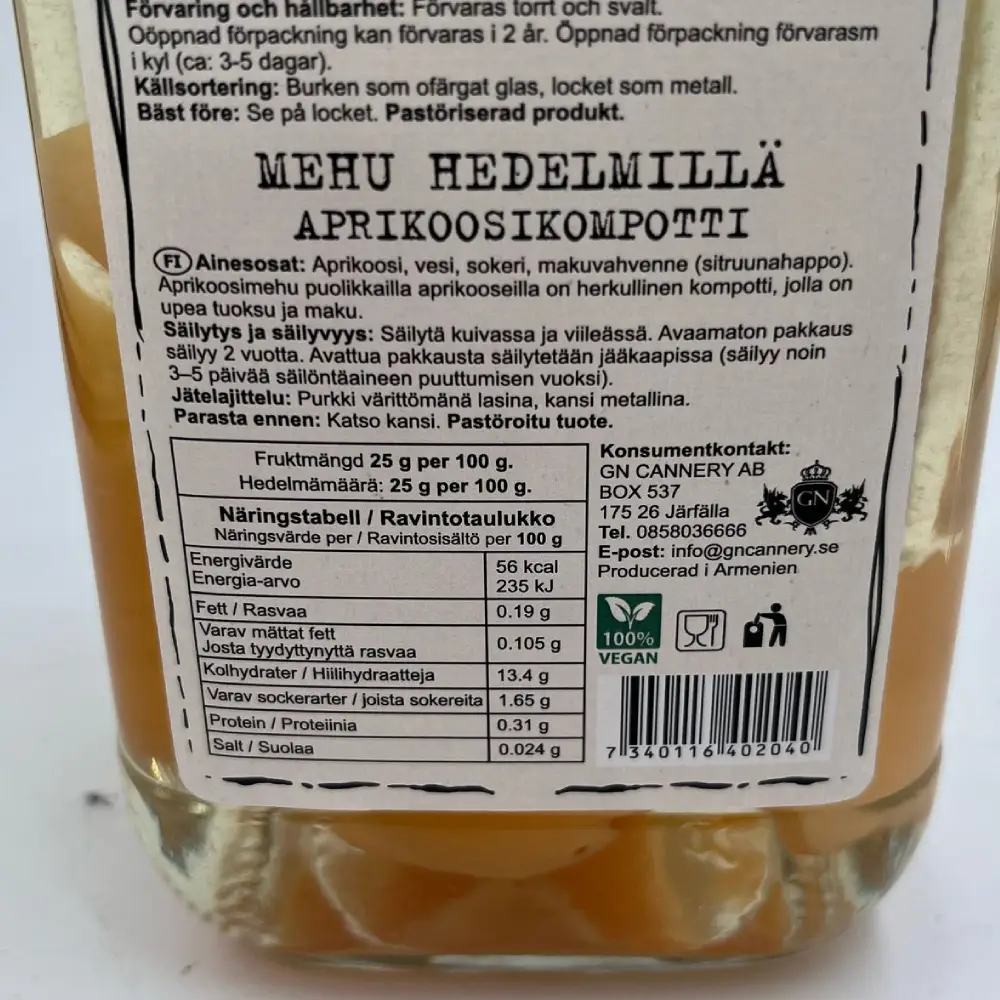 Förvaring och hållbarhet: Förvaras torrt och svalt.
Oöppnad förpackning kan förvaras i 2 år. Öppnad förpackning förvarasm
i kyl (ca: 3-5 dagar).
Källsortering: Burken som ofärgat glas, locket som metall.
Bäst före: Se på locket. Pastöriserad produkt.
MEHU HEDELMILLÄ
APRIKOOSIKOMPOTTI
FI Ainesosat: Aprikoosi, vesi, sokeri, makuvahvenne (sitruunahappo).
Aprikoosimehu puolikkailla aprikooseilla on herkullinen kompotti, jolla on
upea tuoksu ja maku.
Säilytys ja säilyvyys: Säilytä kuivassa ja viileässä. Avaamaton pakkaus
säilyy 2 vuotta. Avattua pakkausta säilytetään jääkaapissa (säilyy noin
3–5 päivää säilöntäaineen puuttumisen vuoksi).
Jätelajittelu: Purkki värittömänä lasina, kansi metallina.
Parasta ennen: Katso kansi. Pastöroitu tuote.
Fruktmängd 25 g per 100 g.
Hedelmämäärä: 25 g per 100 g.
Näringstabell / Ravintotaulukko
Näringsvärde per / Ravintosisältö per 100 g
Energivärde 56 kcal
Energia-arvo 235 kJ
Fett / Rasvaa 0.19 g
Varav mättat fett
Josta tyydyttynyttä rasvaa 0.105 g
Kolhydrater / Hiilihydraatteja 13.4 g
Varav sockerarter / joista sokereita 1.65 g
Protein / Proteiinia 0.31 g
Salt / Suolaa 0.024 g
Konsumentkontakt:
GN CANNERY AB
BOX 537
175 26 Järfälla
Tel. 0858036666
E-post: info@gncannery.se
Producerad i Armenien
GN
100%
VEGAN
7 340116 402040